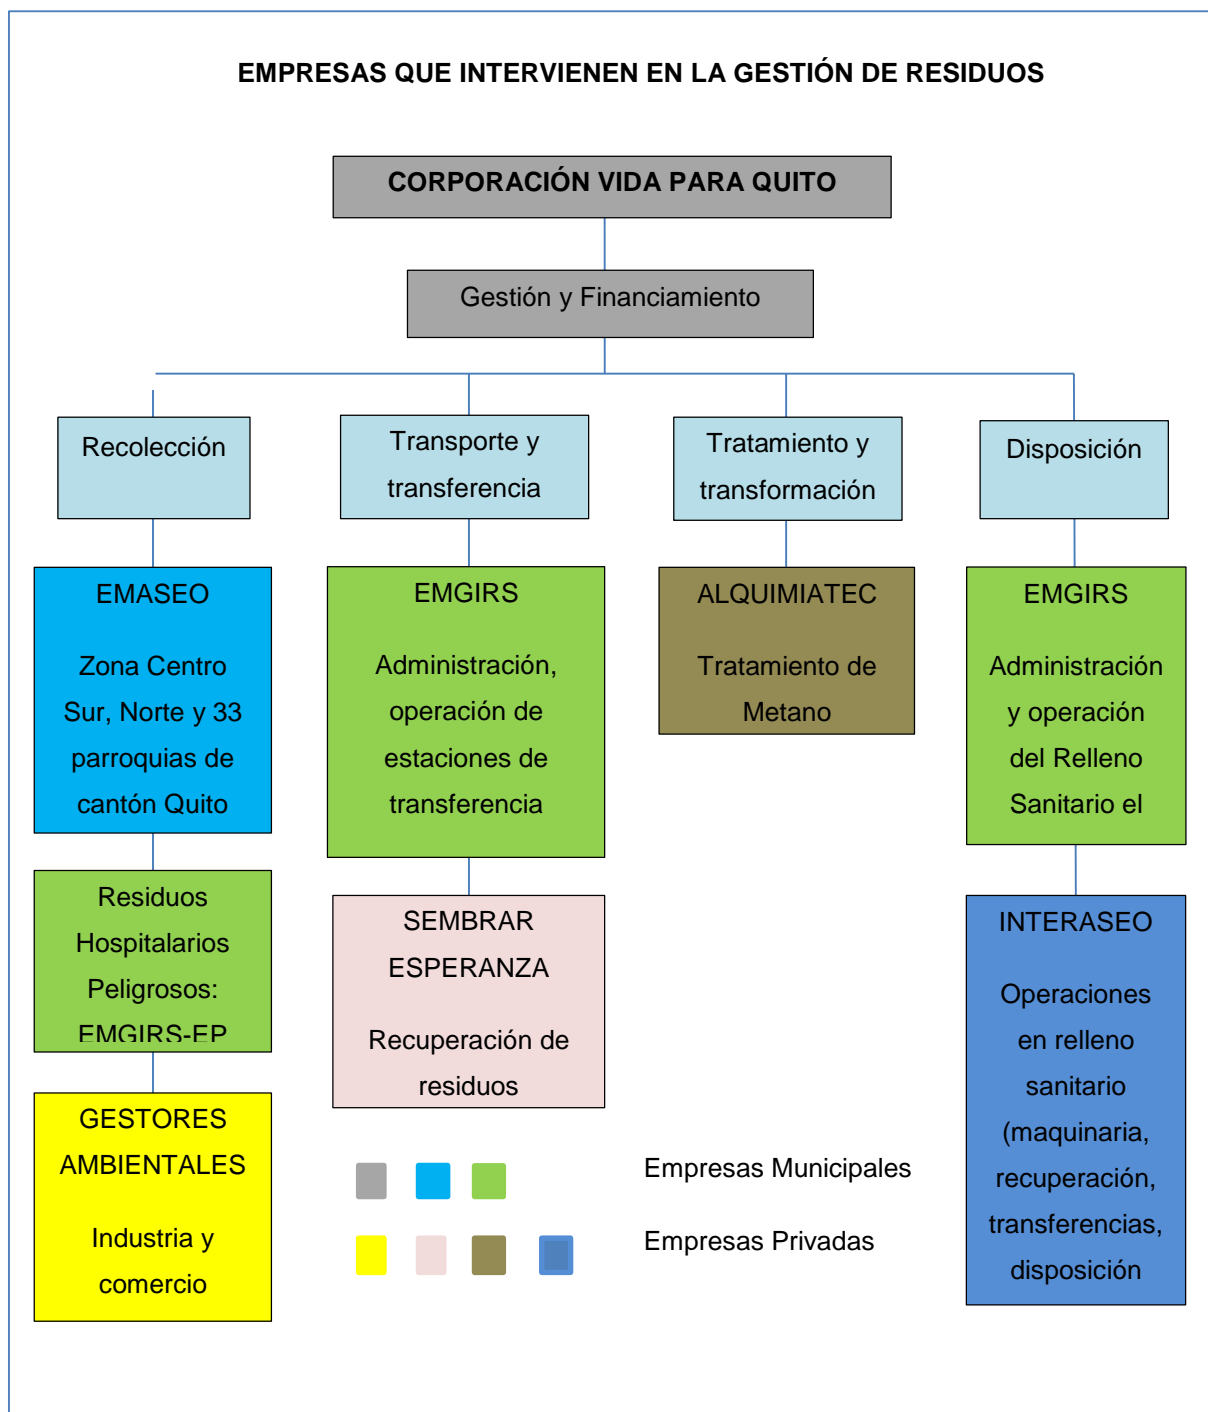 EMPRESAS QUE INTERVIENEN EN LA GESTIÓN DE RESIDUOS
CORPORACIÓN VIDA PARA QUITO
Gestión y Financiamiento
Recolección
Transporte y
transferencia
Tratamiento y
transformación
Disposición
EMASEO
Zona Centro
Sur, Norte y 33
parroquias de
cantón Quito
EMGIRS
Administración,
operación de
estaciones de
transferencia
ALQUIMIATEC
Tratamiento de
Metano
EMGIRS
Administración
y operación
del Relleno
Sanitario el
Residuos
Hospitalarios
Peligrosos:
EMGIRS-EP
SEMBRAR
ESPERANZA
Recuperación de
residuos
INTERASEO
Operaciones
en relleno
sanitario
(maquinaria,
recuperación,
transferencias,
disposición
GESTORES
AMBIENTALES
Industria y
comercio
Empresas Municipales
Empresas Privadas